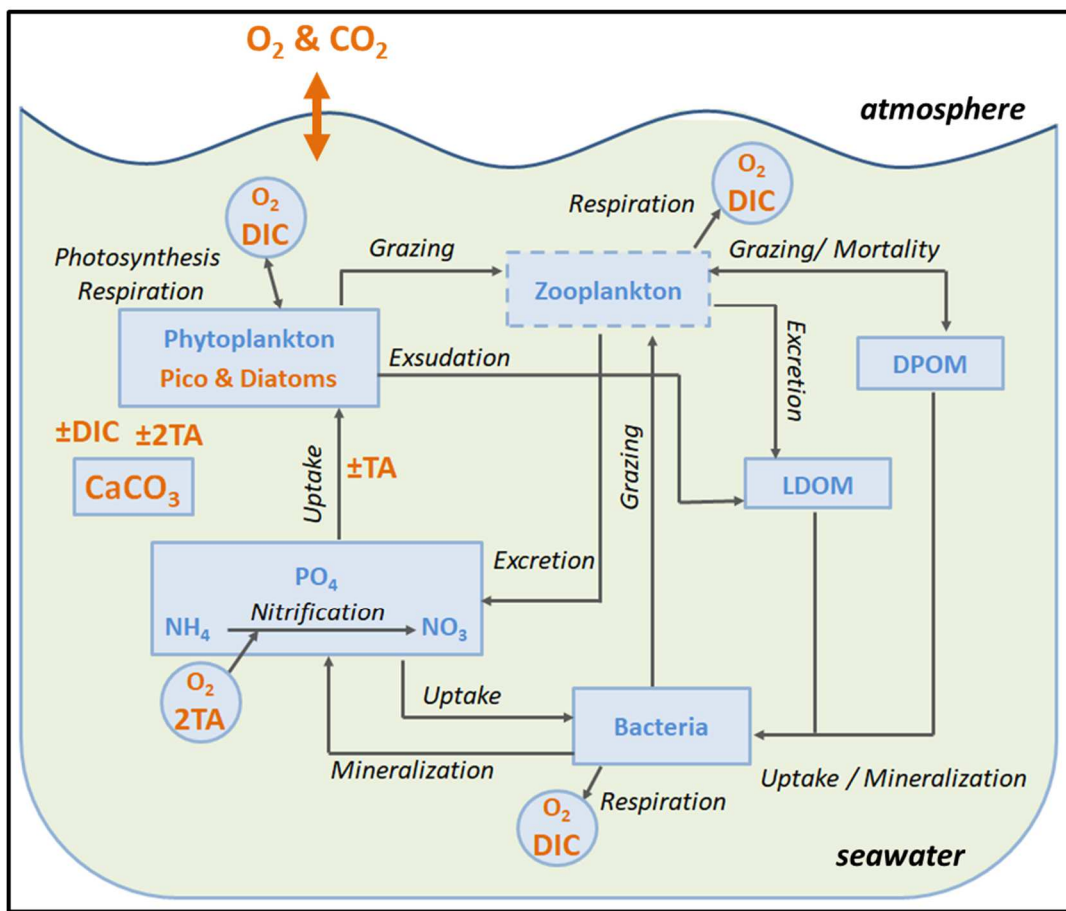 O₂ & CO₂
atmosphere
O₂
DIC
Respiration
O₂
DIC
Photosynthesis
Respiration
Grazing
Grazing/ Mortality
Zooplankton
Phytoplankton
Pico & Diatoms
Exsudation
Excretion
DPOM
±DIC ±2TA
CaCO₃
Uptake
±TA
Grazing
LDOM
PO₄
Excretion
Nitrification
NH₄
NO₃
O₂
2TA
Uptake
Bacteria
Mineralization
Uptake / Mineralization
O₂
DIC
Respiration
seawater